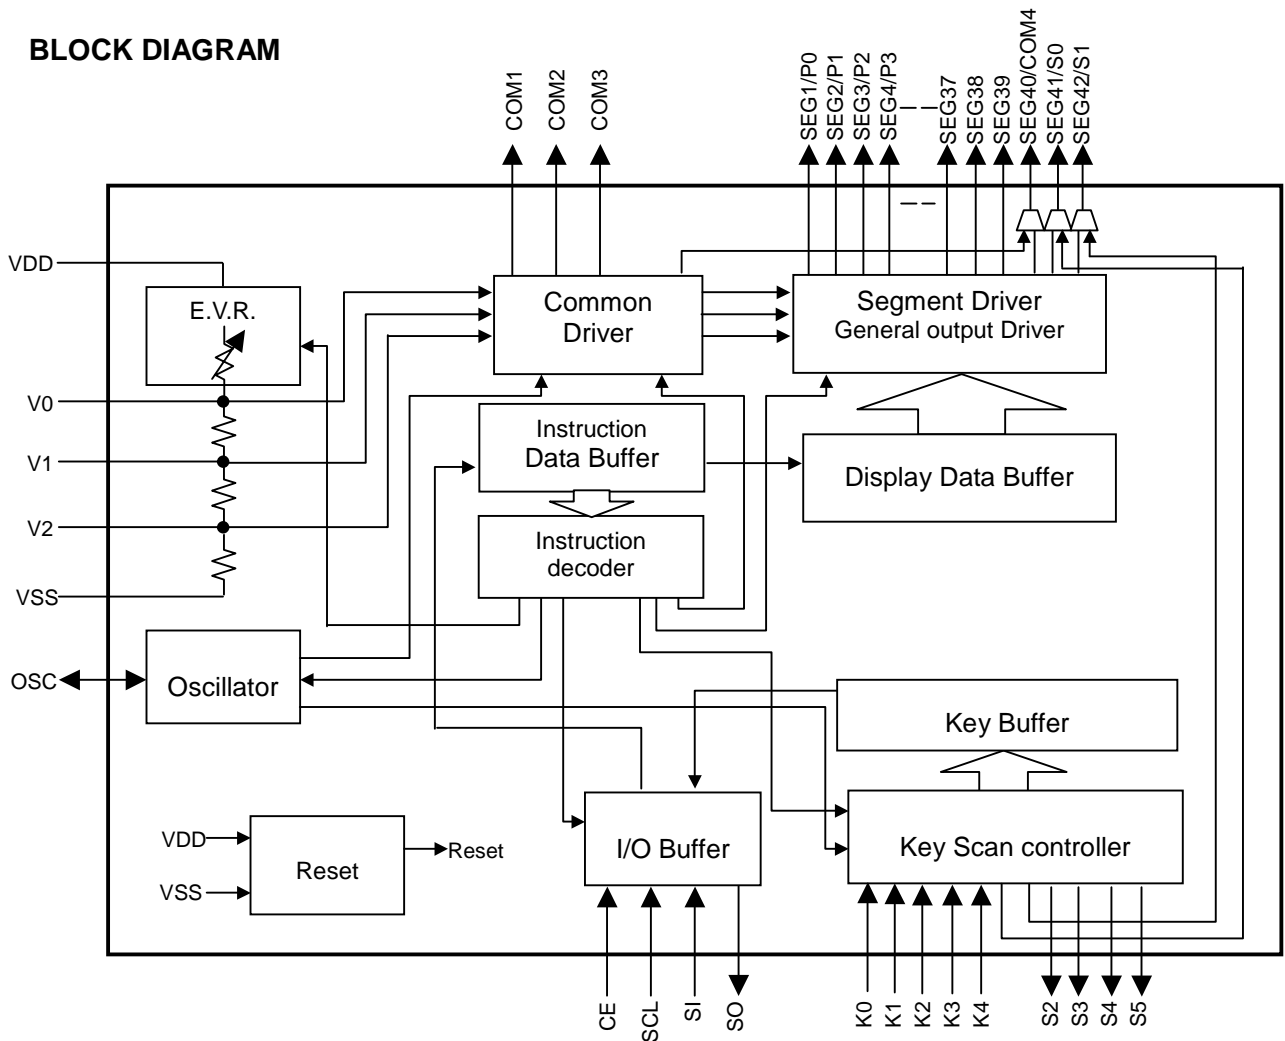 BLOCK DIAGRAM
COM1
COM2
COM3
SEG1/P0
SEG2/P1
SEG3/P2
SEG4/P3
SEG37
SEG38
SEG39
SEG40/COM4
SEG41/S0
SEG42/S1
VDD
E.V.R.
Common
Driver
Segment Driver
General output Driver
V0
V1
V2
VSS
Instruction
Data Buffer
Display Data Buffer
Instruction
decoder
OSC
Oscillator
Key Buffer
VDD
VSS
Reset
Reset
I/O Buffer
Key Scan controller
CE
SCL
SI
SO
K0
K1
K2
K3
K4
S2
S3
S4
S5